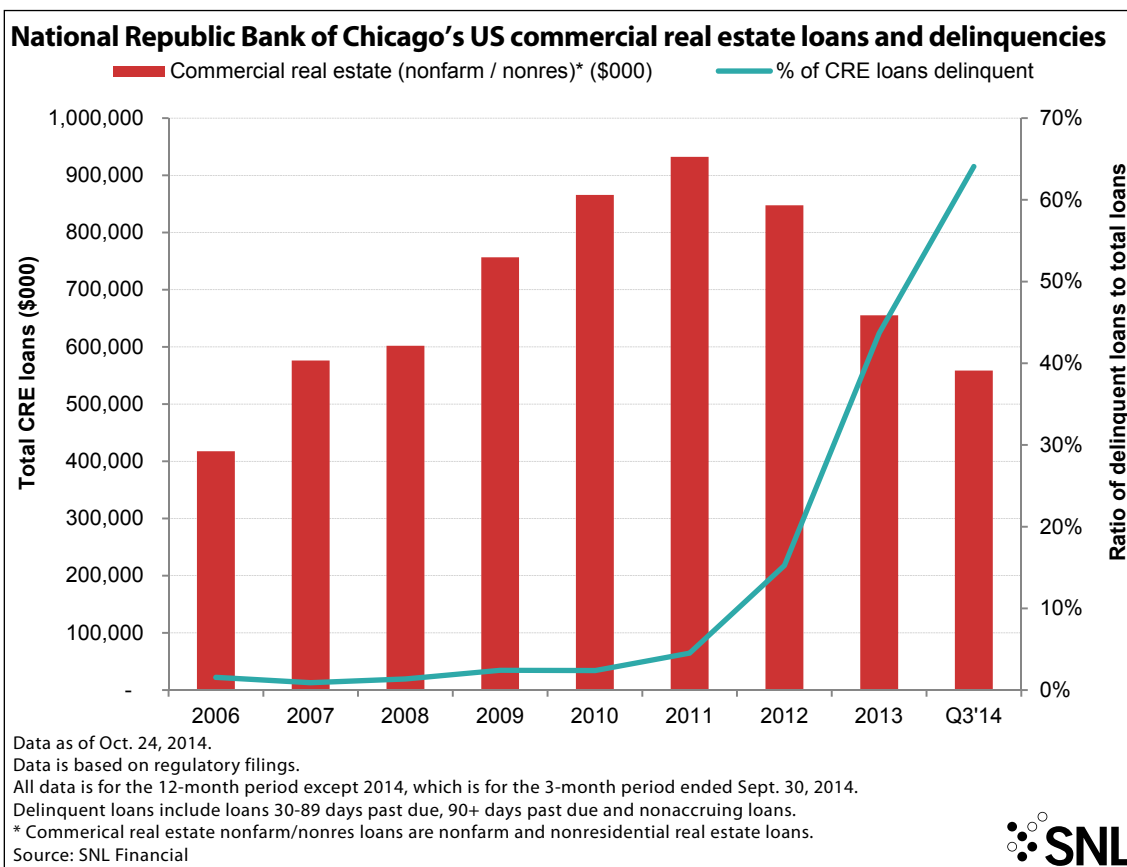 National Republic Bank of Chicago's US commercial real estate loans and delinquencies
Commercial real estate (nonfarm / nonres)* ($000)
% of CRE loans delinquent
Total CRE loans ($000)
1,000,000
900,000
800,000
700,000
600,000
500,000
400,000
300,000
200,000
100,000
-
70%
60%
50%
40%
30%
20%
10%
0%
Ratio of delinquent loans to total loans
2006 2007 2008 2009 2010 2011 2012 2013 Q3'14
Data as of Oct. 24, 2014.
Data is based on regulatory filings.
All data is for the 12-month period except 2014, which is for the 3-month period ended Sept. 30, 2014.
Delinquent loans include loans 30-89 days past due, 90+ days past due and nonaccruing loans.
* Commerical real estate nonfarm/nonres loans are nonfarm and nonresidential real estate loans.
Source: SNL Financial
SNL